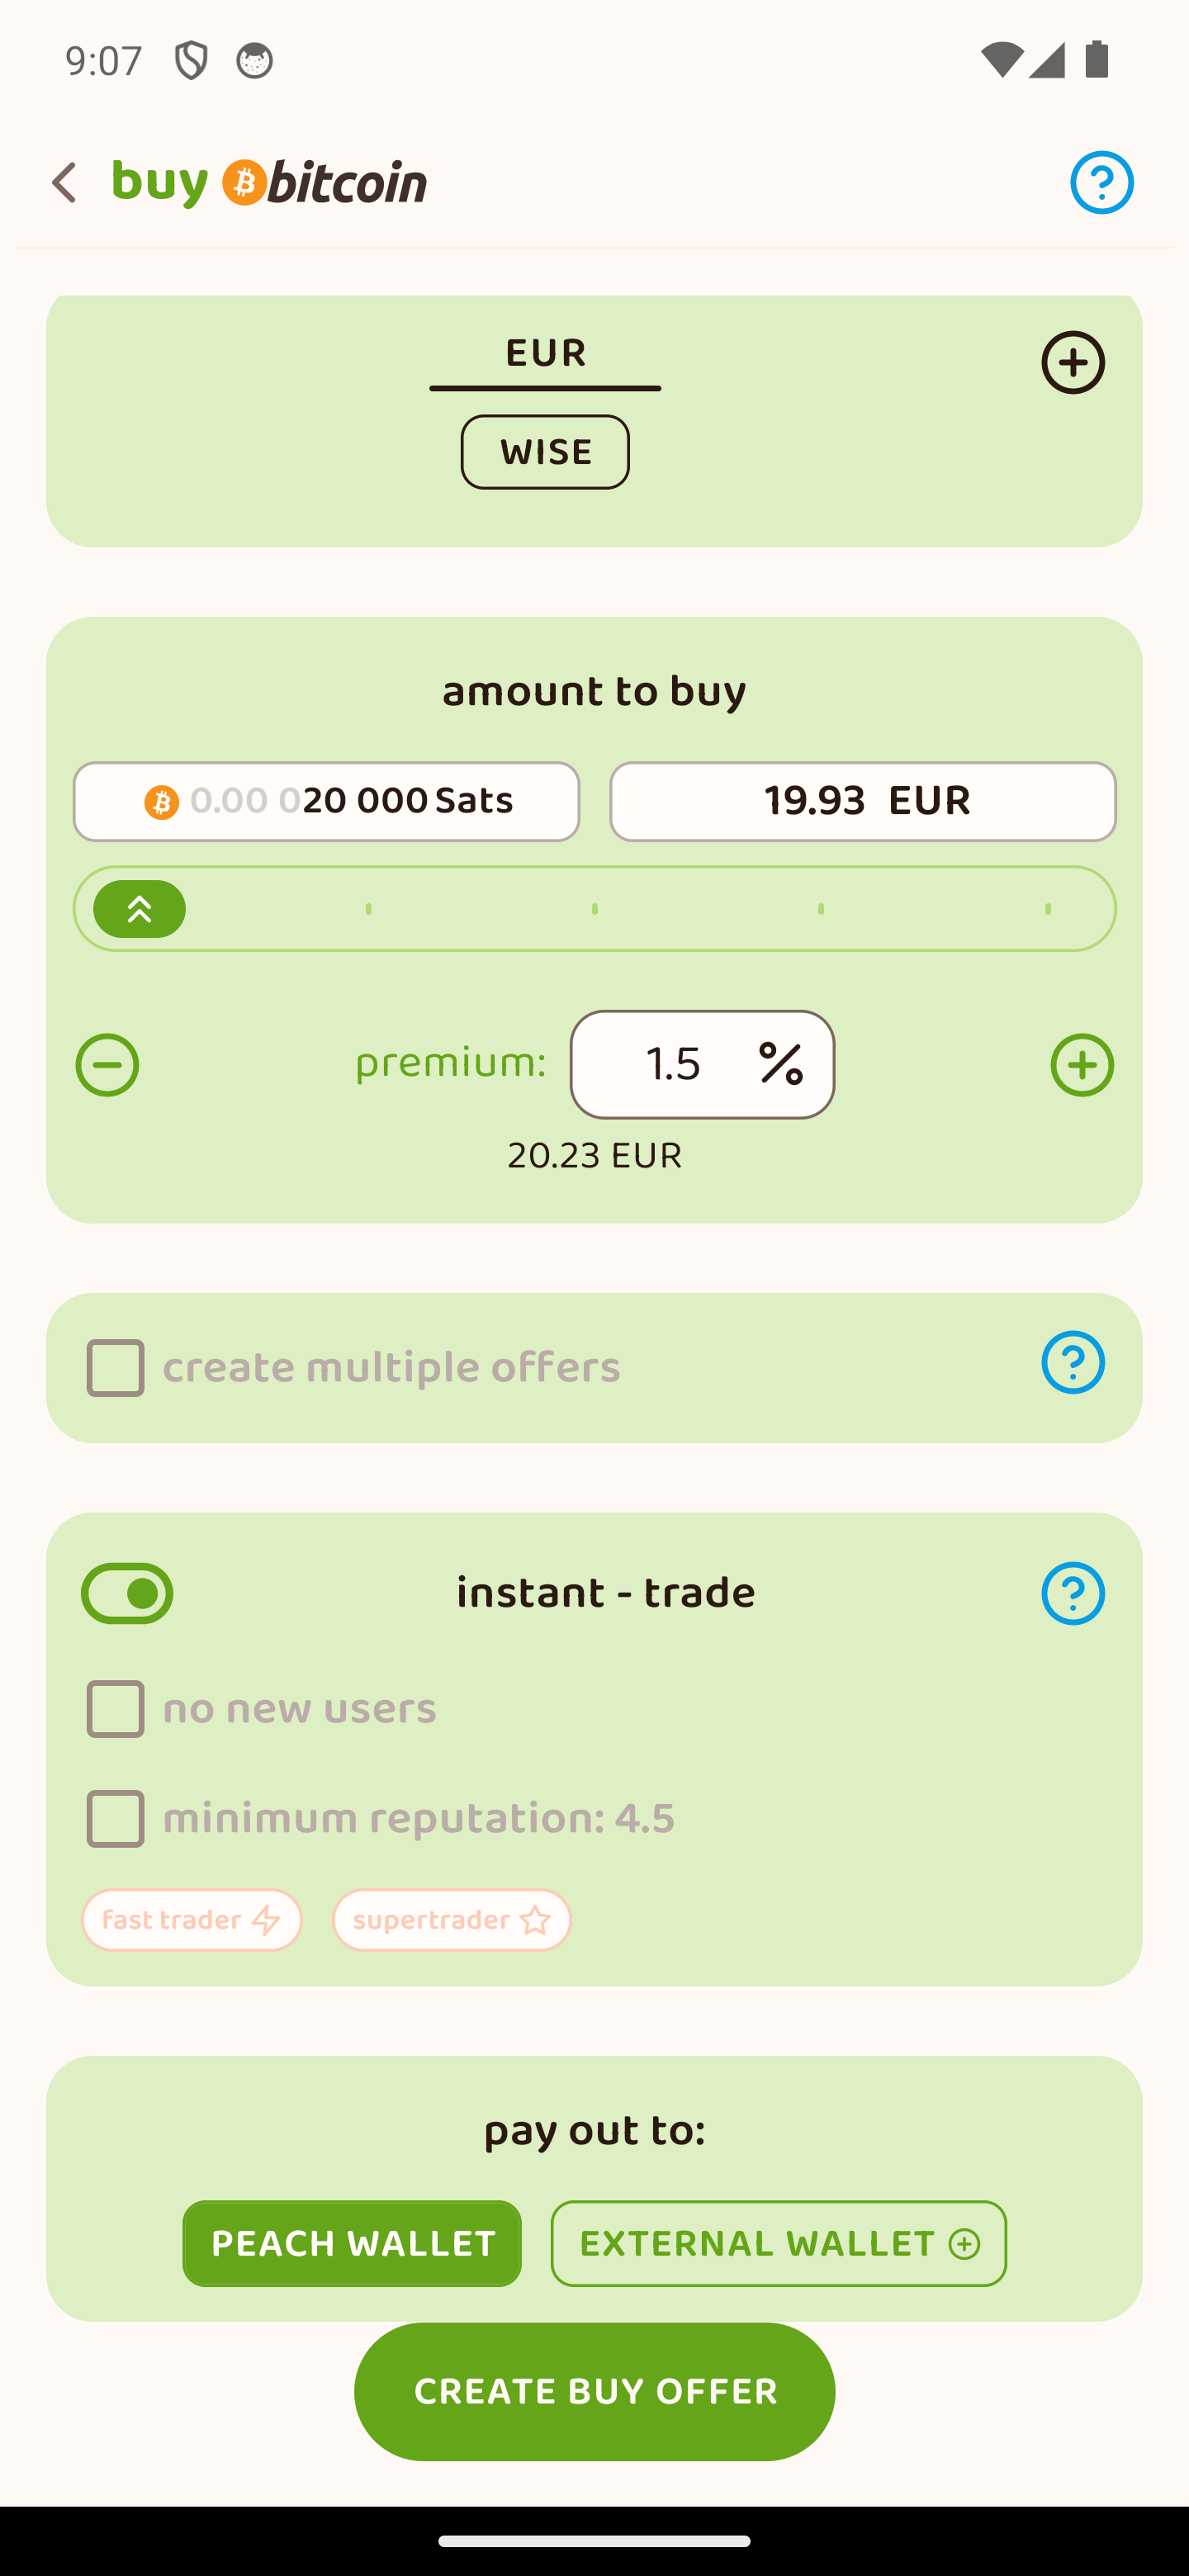 9:07
buy bitcoin
EUR
WISE
amount to buy
0.00 020 000 Sats 19.93 EUR
premium: 1.5 %
20.23 EUR
create multiple offers
instant - trade
no new users
minimum reputation: 4.5
fast trader supertrader
pay out to:
PEACH WALLET EXTERNAL WALLET
CREATE BUY OFFER